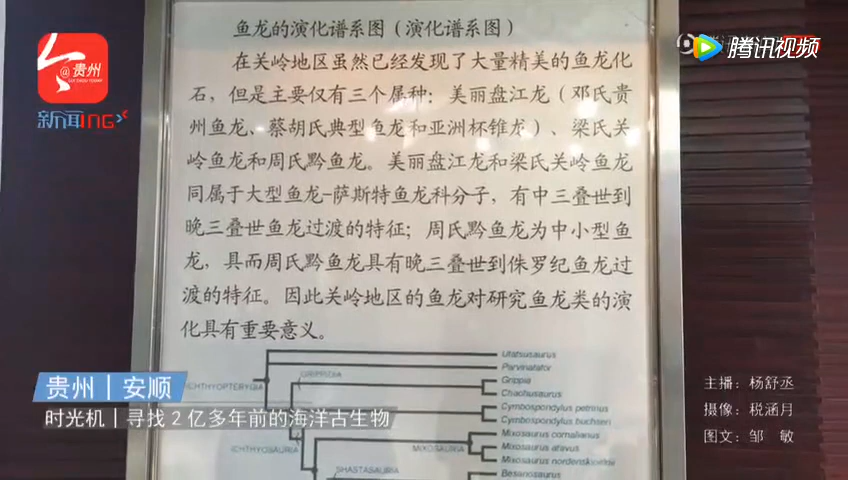 鱼龙的演化谱系图(演化谱系图)
在关岭地区虽然已经发现了大量精美的鱼龙化
石,但是主要仅有三个属种:美丽盘江龙(邓氏贵
州鱼龙、蔡胡氏典型鱼龙和亚洲杯锥龙)、梁氏关
岭鱼龙和周氏黔鱼龙。美丽盘江龙和梁氏关岭鱼龙
同属于大型鱼龙-萨斯特鱼龙科分子,有中三叠世到
晚三叠世鱼龙过渡的特征;周氏黔鱼龙为中小型鱼
龙,具而周氏黔鱼龙具有晚三叠世到侏罗纪鱼龙过
渡的特征。因此关岭地区的鱼龙对研究鱼龙类的演
化具有重要意义。
@贵州
新闻ING
腾讯视频
Utatsusaurus
Parvinatator
GRIPPIDIA
Grippia
ICHTHYOPTERYGIA
Chaohusaurus
Cymbospondylus petrinus
Cymbospondylus buchseri
Mixosaurus cornalianus
ICHTHYOSAURIA
MIXOSAURIA
Mixosaurus atavus
Mixosaurus nordenskioeldii
SHASTASAURIA
Besanosaurus
贵州|安顺
时光机|寻找2亿多年前的海洋古生物
主播:杨舒丞
摄像:税涵月
图文:邹 敏